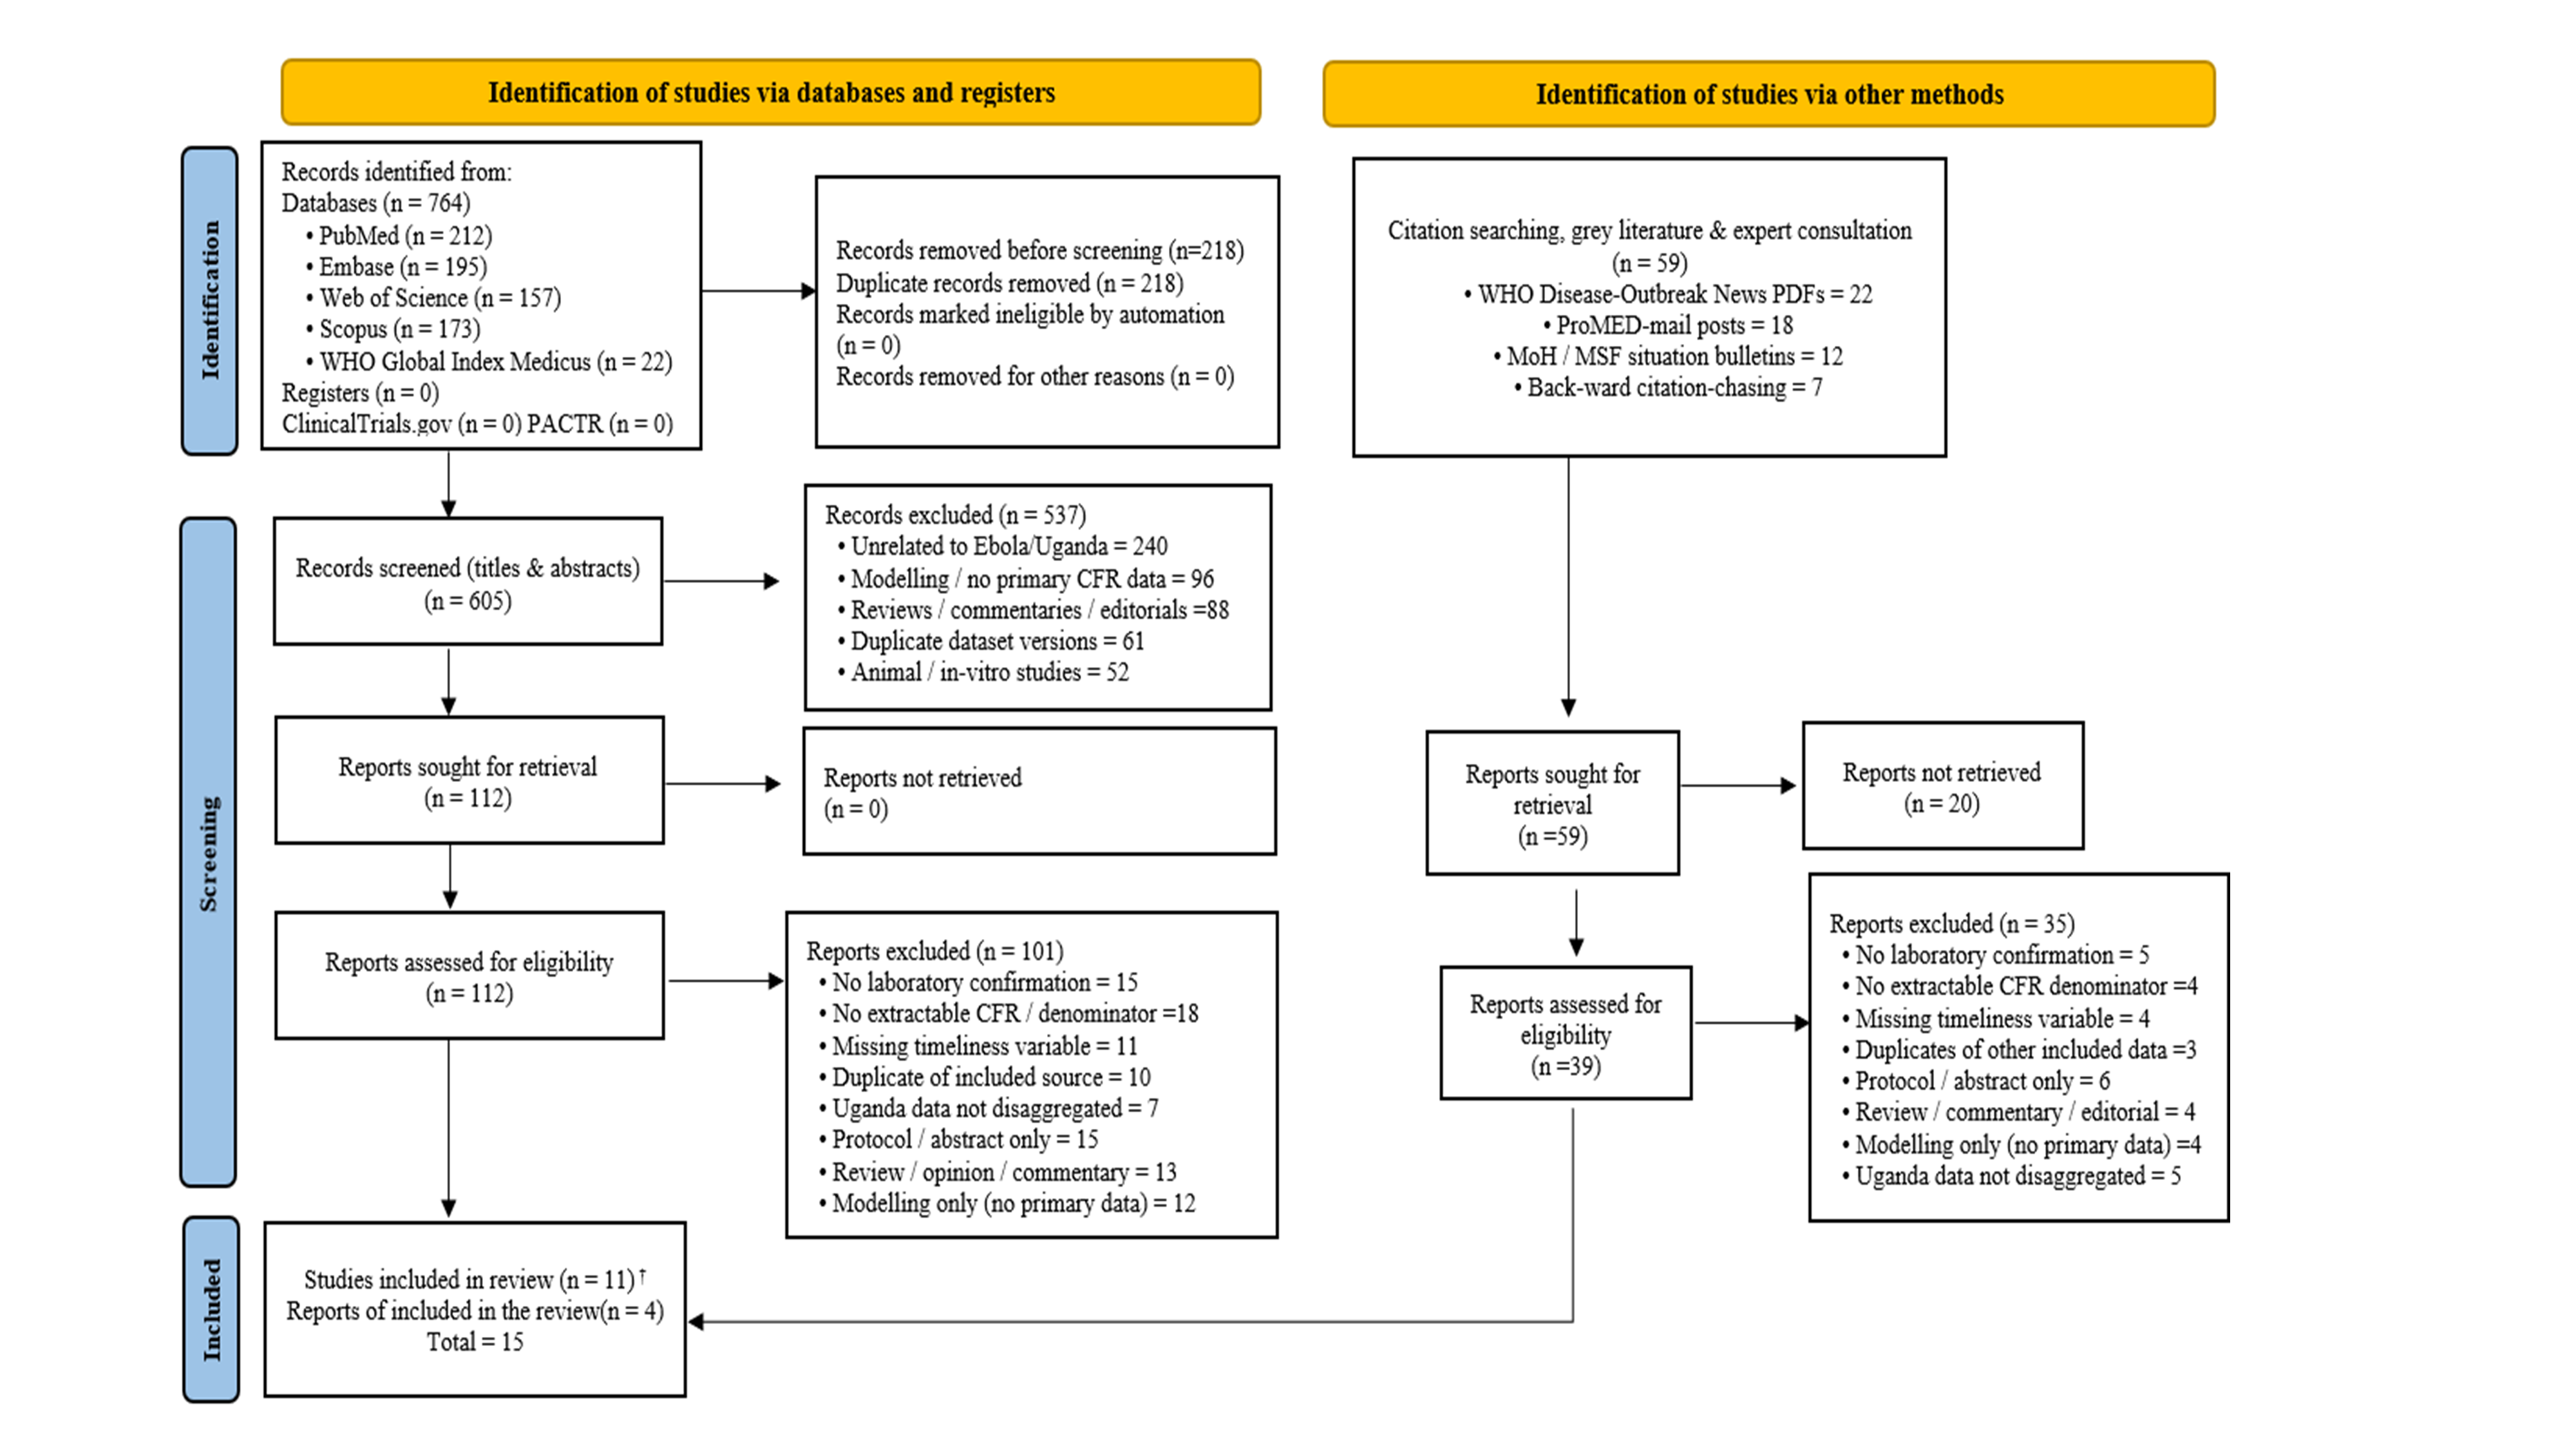 Identification of studies via databases and registers
Identification of studies via other methods
Identification
Records identified from:
Databases (n = 764)
• PubMed (n = 212)
• Embase (n = 195)
• Web of Science (n = 157)
• Scopus (n = 173)
• WHO Global Index Medicus (n = 22)
Registers (n = 0)
ClinicalTrials.gov (n = 0) PACTR (n = 0)
Records removed before screening (n=218)
Duplicate records removed (n = 218)
Records marked ineligible by automation
(n = 0)
Records removed for other reasons (n = 0)
Citation searching, grey literature & expert consultation
(n = 59)
• WHO Disease-Outbreak News PDFs = 22
• ProMED-mail posts = 18
• MoH / MSF situation bulletins = 12
• Back-ward citation-chasing = 7
Screening
Records screened (titles & abstracts)
(n = 605)
Records excluded (n = 537)
• Unrelated to Ebola/Uganda = 240
• Modelling / no primary CFR data = 96
• Reviews / commentaries / editorials =88
• Duplicate dataset versions = 61
• Animal / in-vitro studies = 52
Reports sought for retrieval
(n = 112)
Reports not retrieved
(n = 0)
Reports sought for
retrieval
(n =59)
Reports not retrieved
(n = 20)
Reports assessed for eligibility
(n = 112)
Reports excluded (n = 101)
• No laboratory confirmation = 15
• No extractable CFR / denominator =18
• Missing timeliness variable = 11
• Duplicate of included source = 10
• Uganda data not disaggregated = 7
• Protocol / abstract only = 15
• Review / opinion / commentary = 13
• Modelling only (no primary data) = 12
Reports assessed for
eligibility
(n =39)
Reports excluded (n = 35)
• No laboratory confirmation = 5
• No extractable CFR denominator =4
• Missing timeliness variable = 4
• Duplicates of other included data =3
• Protocol / abstract only = 6
• Review / commentary / editorial = 4
• Modelling only (no primary data) =4
• Uganda data not disaggregated = 5
Included
Studies included in review (n = 11)†
Reports of included in the review(n = 4)
Total = 15